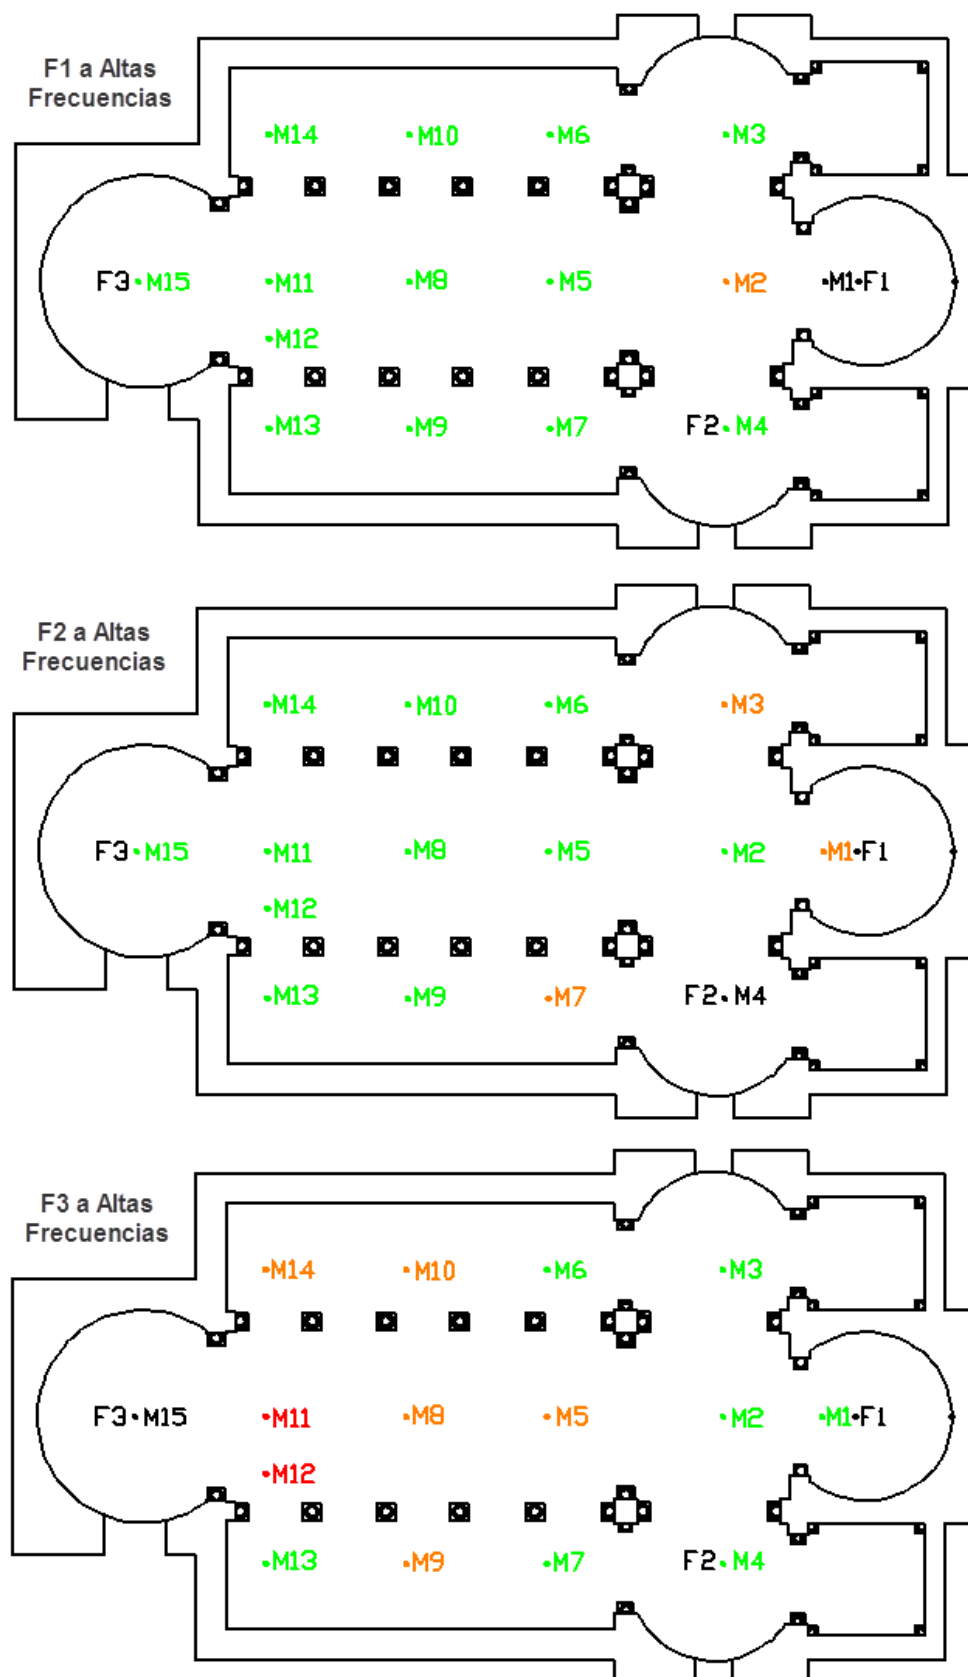 F1 a Altas
Frecuencias
M14 M10 M6 M3
F3 M15 M11 M8 M5 M2 M1 F1
M12
M13 M9 M7 F2 M4
F2 a Altas
Frecuencias
M14 M10 M6 M3
F3 M15 M11 M8 M5 M2 M1 F1
M12
M13 M9 M7 F2 M4
F3 a Altas
Frecuencias
M14 M10 M6 M3
F3 M15 M11 M8 M5 M2 M1 F1
M12
M13 M9 M7 F2 M4